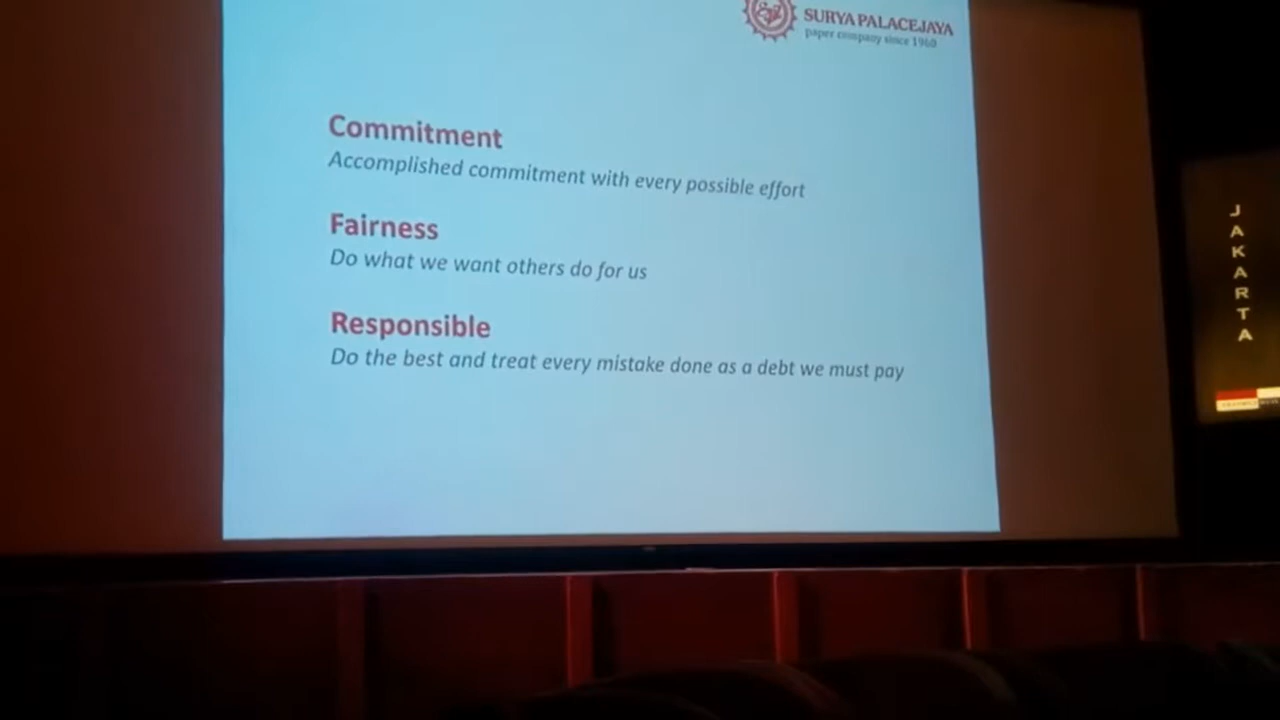 SURYA PALACEJAYA
paper company since 1960
Commitment
Accomplished commitment with every possible effort
Fairness
Do what we want others do for us
Responsible
Do the best and treat every mistake done as a debt we must pay
JAKARTA